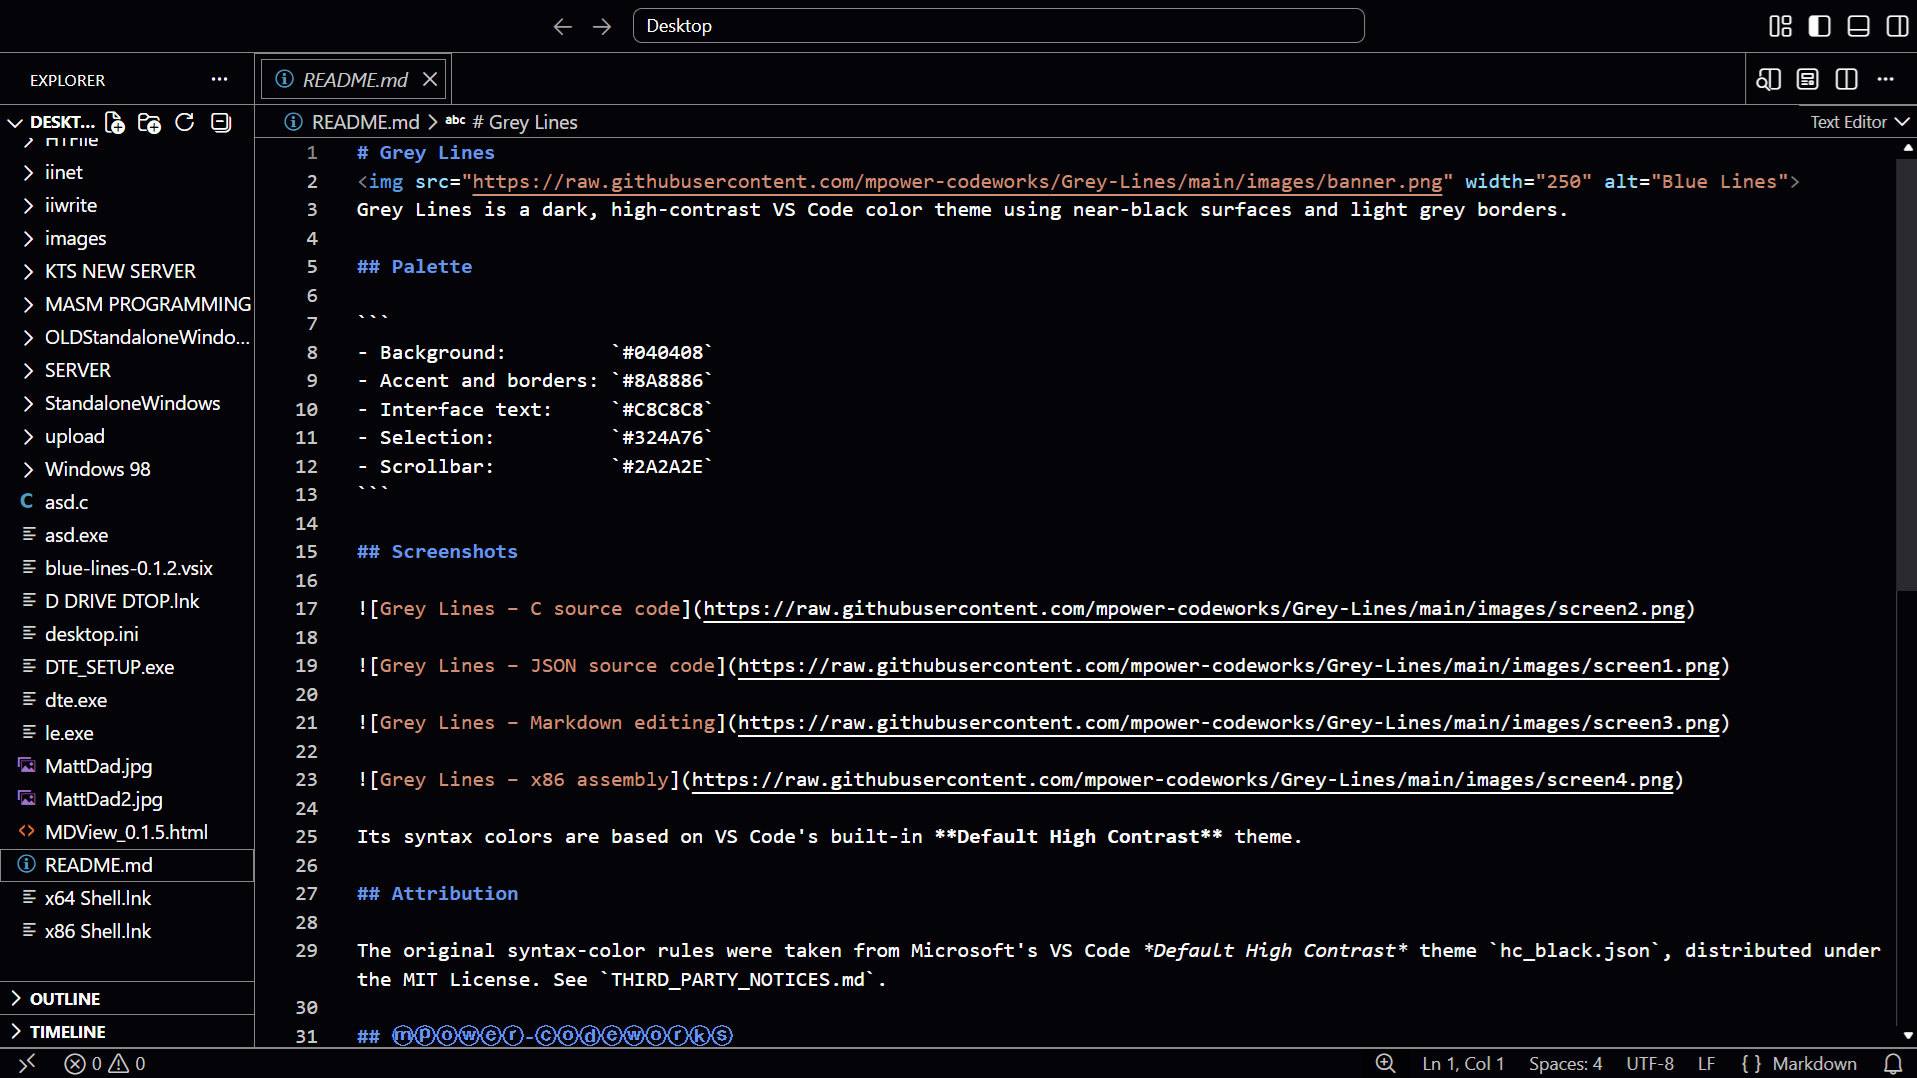 Desktop
EXPLORER
README.md
DESKT...
README.md > abc # Grey Lines
Text Editor
HTFile
iinet
iiwrite
images
KTS NEW SERVER
MASM PROGRAMMING
OLDStandaloneWindo...
SERVER
StandaloneWindows
upload
Windows 98
C asd.c
asd.exe
blue-lines-0.1.2.vsix
D DRIVE DTOP.lnk
desktop.ini
DTE_SETUP.exe
dte.exe
le.exe
MattDad.jpg
MattDad2.jpg
MDView_0.1.5.html
README.md
x64 Shell.lnk
x86 Shell.lnk
OUTLINE
TIMELINE
1 # Grey Lines
2 <img src="https://raw.githubusercontent.com/mpower-codeworks/Grey-Lines/main/images/banner.png" width="250" alt="Blue Lines">
3 Grey Lines is a dark, high-contrast VS Code color theme using near-black surfaces and light grey borders.
4
5 ## Palette
6
7 ```
8 - Background: `#040408`
9 - Accent and borders: `#8A8886`
10 - Interface text: `#C8C8C8`
11 - Selection: `#324A76`
12 - Scrollbar: `#2A2A2E`
13 ```
14
15 ## Screenshots
16
17 ![Grey Lines – C source code](https://raw.githubusercontent.com/mpower-codeworks/Grey-Lines/main/images/screen2.png)
18
19 ![Grey Lines – JSON source code](https://raw.githubusercontent.com/mpower-codeworks/Grey-Lines/main/images/screen1.png)
20
21 ![Grey Lines – Markdown editing](https://raw.githubusercontent.com/mpower-codeworks/Grey-Lines/main/images/screen3.png)
22
23 ![Grey Lines – x86 assembly](https://raw.githubusercontent.com/mpower-codeworks/Grey-Lines/main/images/screen4.png)
24
25 Its syntax colors are based on VS Code's built-in **Default High Contrast** theme.
26
27 ## Attribution
28
29 The original syntax-color rules were taken from Microsoft's VS Code *Default High Contrast* theme `hc_black.json`, distributed under
the MIT License. See `THIRD_PARTY_NOTICES.md`.
30
31 ## ⓜⓟⓞⓦⓔⓡ-ⓒⓞⓓⓔⓦⓞⓡⓚⓢ
0 0
Ln 1, Col 1
Spaces: 4
UTF-8
LF
{ } Markdown